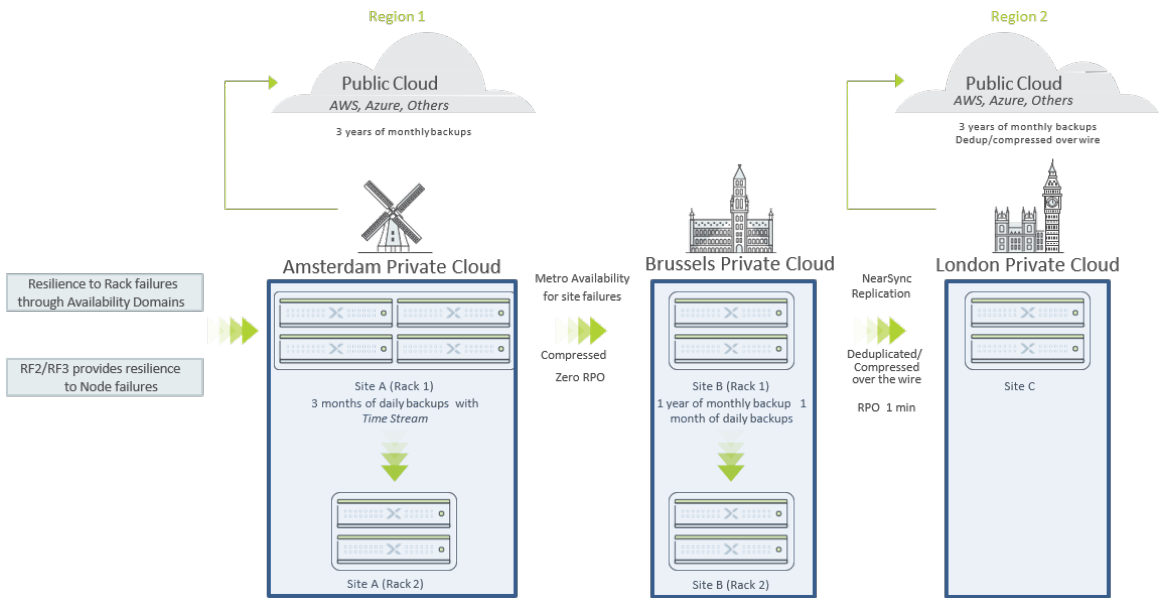 Region 1
Region 2
Public Cloud
AWS, Azure, Others
3 years of monthly backups
Public Cloud
AWS, Azure, Others
3 years of monthly backups
Dedup/compressed over wire
Resilience to Rack failures
through Availability Domains
RF2/RF3 provides resilience
to Node failures
Amsterdam Private Cloud
Site A (Rack 1)
3 months of daily backups with
Time Stream
Site A (Rack 2)
Metro Availability
for site failures
Compressed
Zero RPO
Brussels Private Cloud
Site B (Rack 1)
1 year of monthly backup 1
month of daily backups
Site B (Rack 2)
NearSync
Replication
Deduplicated/
Compressed
over the wire
RPO 1 min
London Private Cloud
Site C